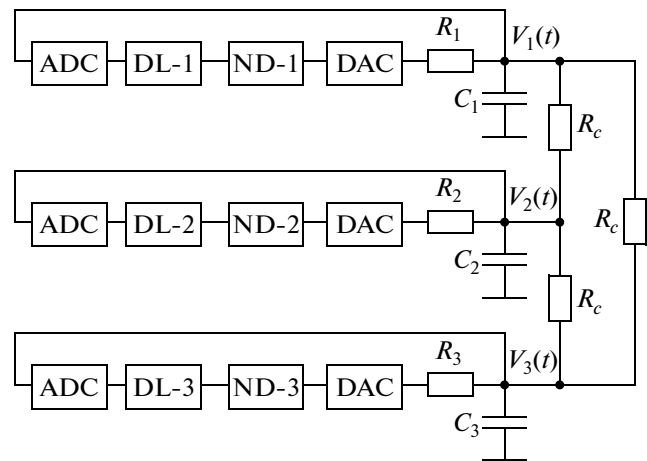 R1 V1(t)
ADC DL-1 ND-1 DAC
C1
Rc
R2 V2(t)
ADC DL-2 ND-2 DAC
Rc
C2
Rc
R3 V3(t)
ADC DL-3 ND-3 DAC
C3